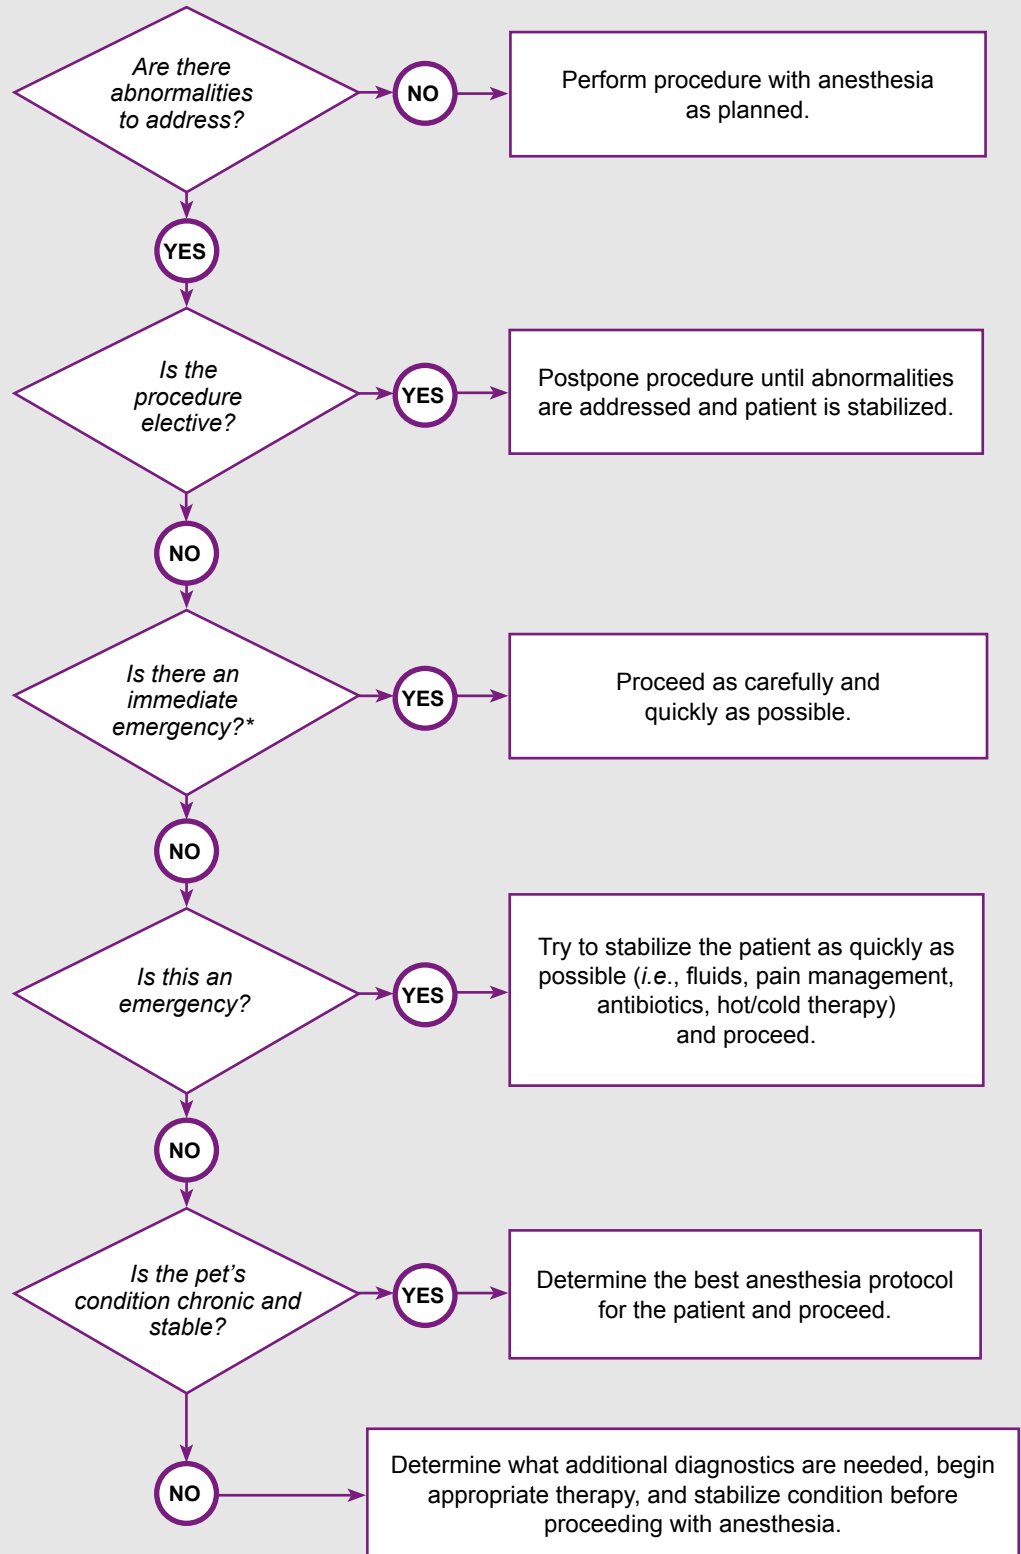 Are there
abnormalities
to address?
NO
Perform procedure with anesthesia
as planned.
YES
Is the
procedure
elective?
YES
Postpone procedure until abnormalities
are addressed and patient is stabilized.
NO
Is there an
immediate
emergency?*
YES
Proceed as carefully and
quickly as possible.
NO
Is this an
emergency?
YES
Try to stabilize the patient as quickly as
possible (i.e., fluids, pain management,
antibiotics, hot/cold therapy)
and proceed.
NO
Is the pet's
condition chronic and
stable?
YES
Determine the best anesthesia protocol
for the patient and proceed.
NO
Determine what additional diagnostics are needed, begin
appropriate therapy, and stabilize condition before
proceeding with anesthesia.